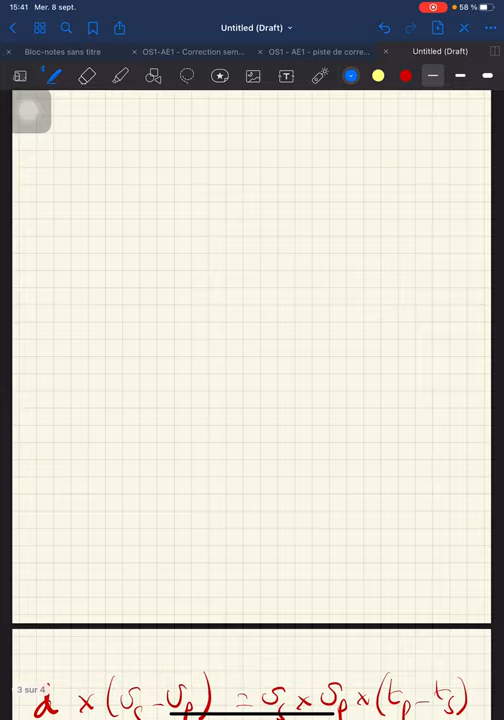 15:41 Mer. 8 sept. 58 %
Untitled (Draft)
Bloc-notes sans titre OS1-AE1 - Correction sem... OS1 - AE1 - piste de corre... Untitled (Draft)
3 sur 4
d × (vs - vp) = vs × vp × (tp - ts)